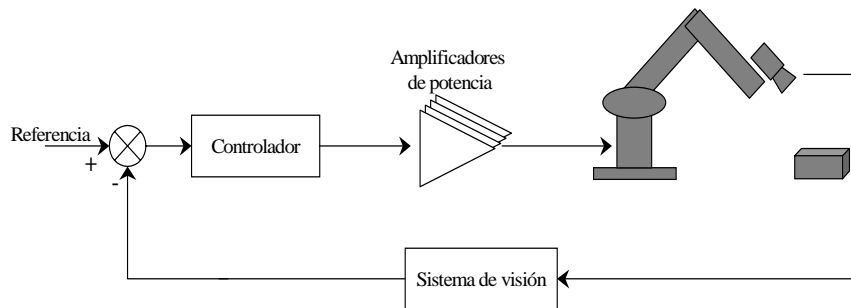 Amplificadores
de potencia
Referencia
+
-
Controlador
Sistema de visión